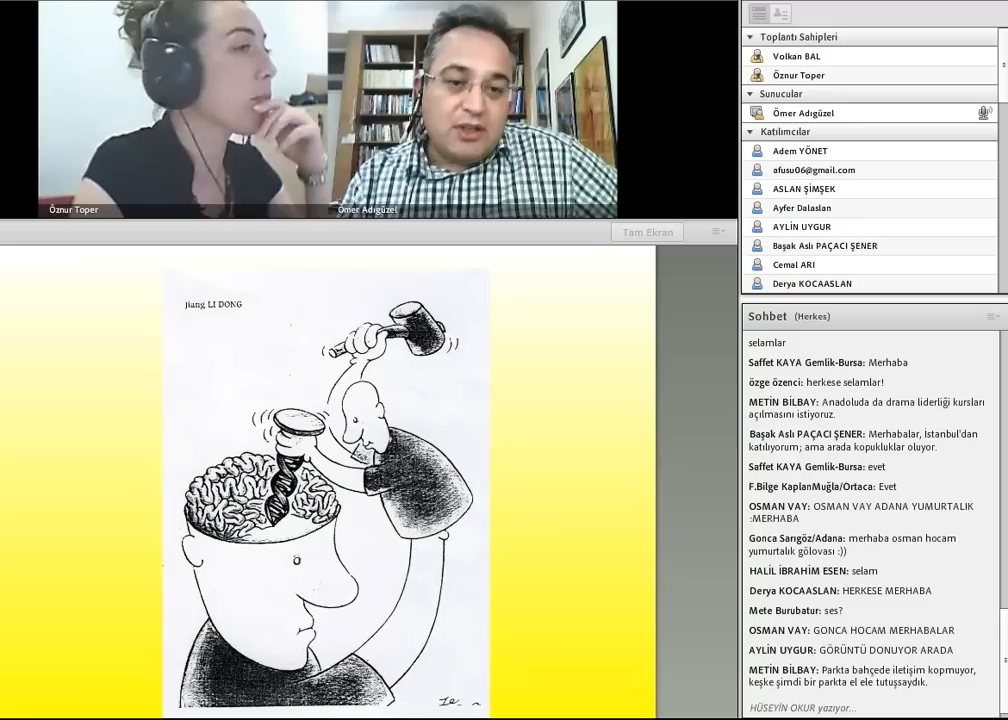 Öznur Toper
Ömer Adıgüzel
Tam Ekran
Jiang LI DONG
Toplantı Sahipleri
Volkan BAL
Öznur Toper
Sunucular
Ömer Adıgüzel
Katılımcılar
Adem YÖNET
afusu06@gmail.com
ASLAN ŞİMŞEK
Ayfer Dalaslan
AYLİN UYGUR
Başak Aslı PAÇACI ŞENER
Cemal ARI
Derya KOCAASLAN
Sohbet (Herkes)
selamlar
Saffet KAYA Gemlik-Bursa: Merhaba
özge özenci: herkese selamlar!
METİN BİLBAY: Anadoluda da drama liderliği kursları
açılmasını istiyoruz.
Başak Aslı PAÇACI ŞENER: Merhabalar, İstanbul'dan
katılıyorum; ama arada kopukluklar oluyor.
Saffet KAYA Gemlik-Bursa: evet
F.Bilge KaplanMuğla/Ortaca: Evet
OSMAN VAY: OSMAN VAY ADANA YUMURTALIK
:MERHABA
Gonca Sarıgöz/Adana: merhaba osman hocam
yumurtalık gölovası :))
HALİL İBRAHİM ESEN: selam
Derya KOCAASLAN: HERKESE MERHABA
Mete Burubatur: ses?
OSMAN VAY: GONCA HOCAM MERHABALAR
AYLİN UYGUR: GÖRÜNTÜ DONUYOR ARADA
METİN BİLBAY: Parkta bahçede iletişim kopmuyor,
keşke şimdi bir parkta el ele tutuşsaydık.
HÜSEYİN OKUR yazıyor...